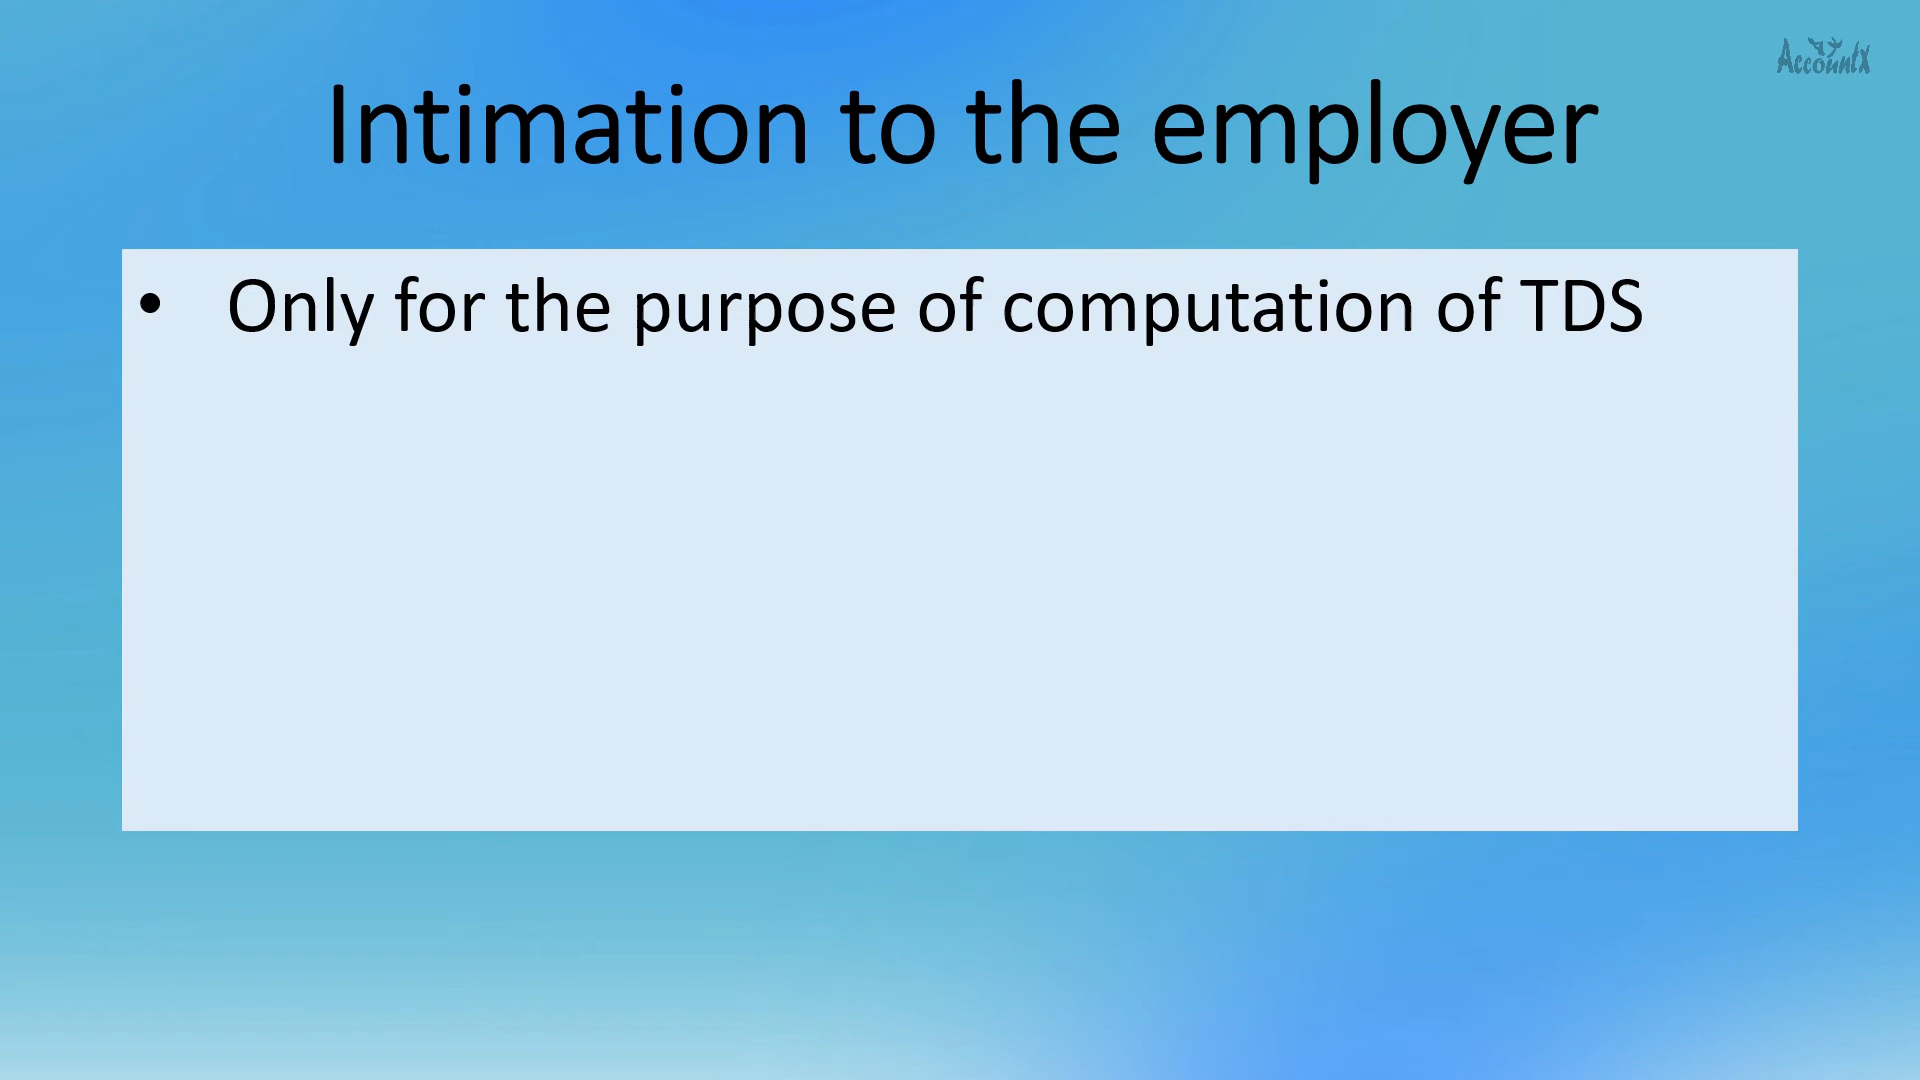 AccountX
Intimation to the employer
• Only for the purpose of computation of TDS